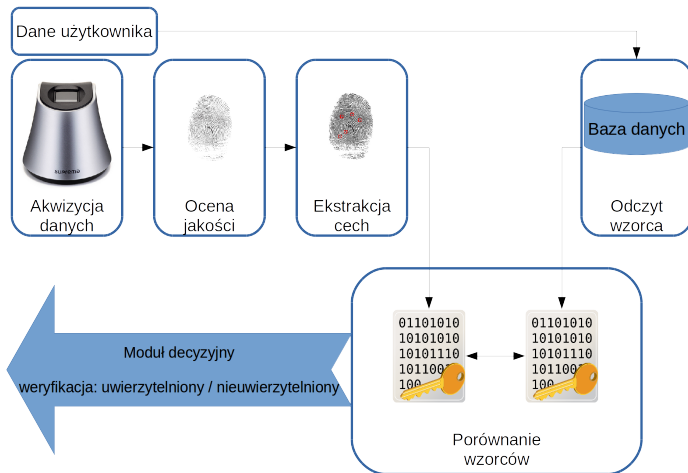 Dane użytkownika
suprema
Akwizycja
danych
Ocena
jakości
Ekstrakcja
cech
Baza danych
Odczyt
wzorca
01101010
10101010
10101110
1011001
100
01101010
10101010
10101110
1011001
100
Moduł decyzyjny
weryfikacja: uwierzytelniony / nieuwierzytelniony
Porównanie
wzorców